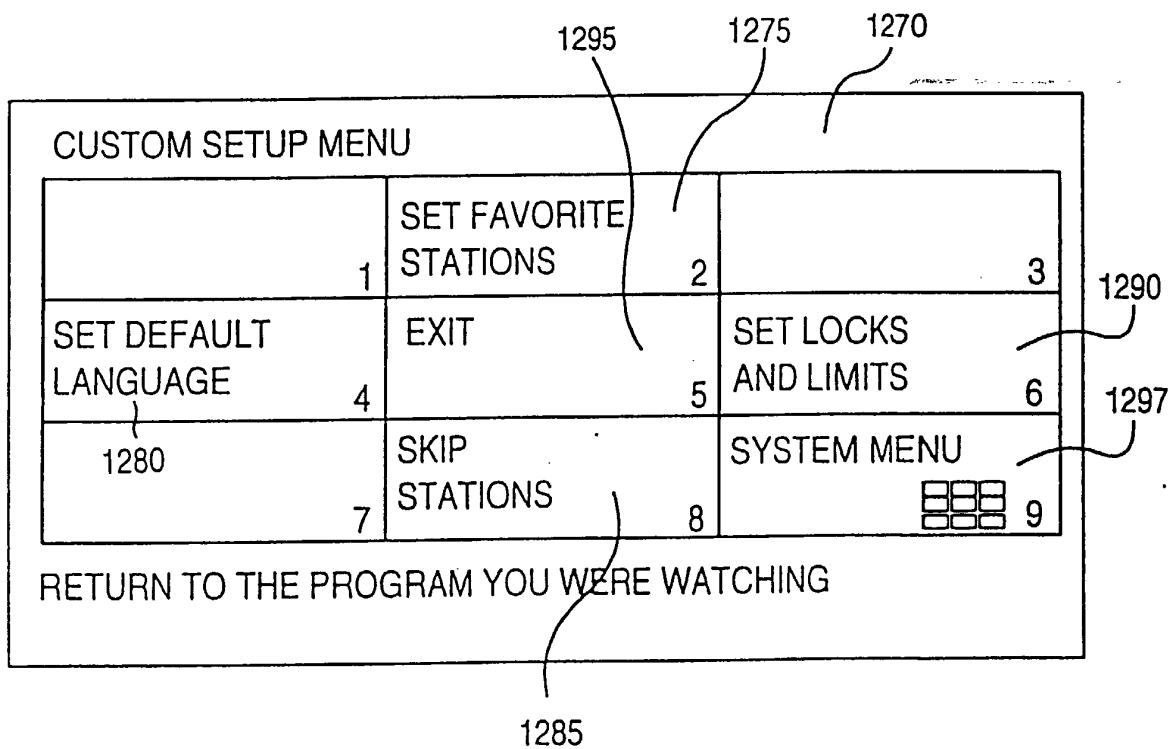 1295 1275 1270
CUSTOM SETUP MENU
SET FAVORITE
STATIONS
1 2 3
1290
SET DEFAULT
LANGUAGE
4
EXIT
5
SET LOCKS
AND LIMITS
6
1297
1280
7
SKIP
STATIONS
8
SYSTEM MENU
9
RETURN TO THE PROGRAM YOU WERE WATCHING
1285